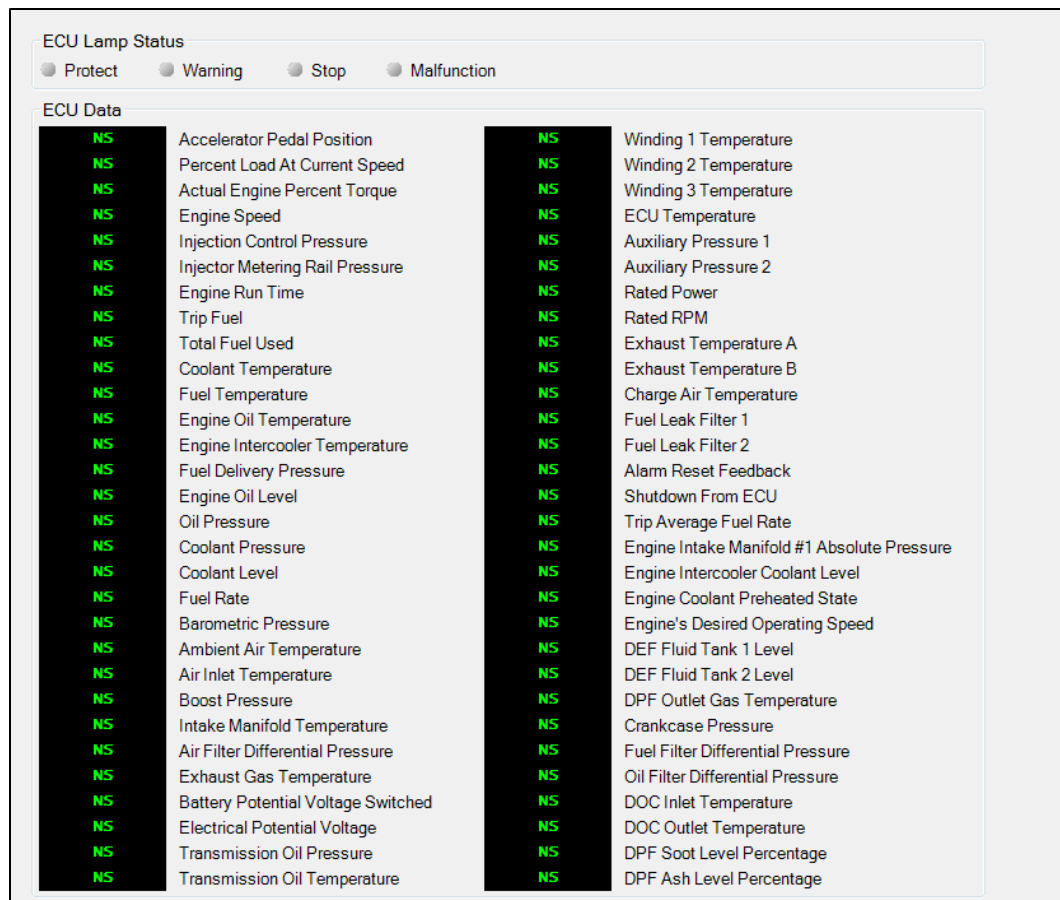 ECU Lamp Status
Protect Warning Stop Malfunction
ECU Data
NS Accelerator Pedal Position
NS Percent Load At Current Speed
NS Actual Engine Percent Torque
NS Engine Speed
NS Injection Control Pressure
NS Injector Metering Rail Pressure
NS Engine Run Time
NS Trip Fuel
NS Total Fuel Used
NS Coolant Temperature
NS Fuel Temperature
NS Engine Oil Temperature
NS Engine Intercooler Temperature
NS Fuel Delivery Pressure
NS Engine Oil Level
NS Oil Pressure
NS Coolant Pressure
NS Coolant Level
NS Fuel Rate
NS Barometric Pressure
NS Ambient Air Temperature
NS Air Inlet Temperature
NS Boost Pressure
NS Intake Manifold Temperature
NS Air Filter Differential Pressure
NS Exhaust Gas Temperature
NS Battery Potential Voltage Switched
NS Electrical Potential Voltage
NS Transmission Oil Pressure
NS Transmission Oil Temperature
NS Winding 1 Temperature
NS Winding 2 Temperature
NS Winding 3 Temperature
NS ECU Temperature
NS Auxiliary Pressure 1
NS Auxiliary Pressure 2
NS Rated Power
NS Rated RPM
NS Exhaust Temperature A
NS Exhaust Temperature B
NS Charge Air Temperature
NS Fuel Leak Filter 1
NS Fuel Leak Filter 2
NS Alarm Reset Feedback
NS Shutdown From ECU
NS Trip Average Fuel Rate
NS Engine Intake Manifold #1 Absolute Pressure
NS Engine Intercooler Coolant Level
NS Engine Coolant Preheated State
NS Engine's Desired Operating Speed
NS DEF Fluid Tank 1 Level
NS DEF Fluid Tank 2 Level
NS DPF Outlet Gas Temperature
NS Crankcase Pressure
NS Fuel Filter Differential Pressure
NS Oil Filter Differential Pressure
NS DOC Inlet Temperature
NS DOC Outlet Temperature
NS DPF Soot Level Percentage
NS DPF Ash Level Percentage